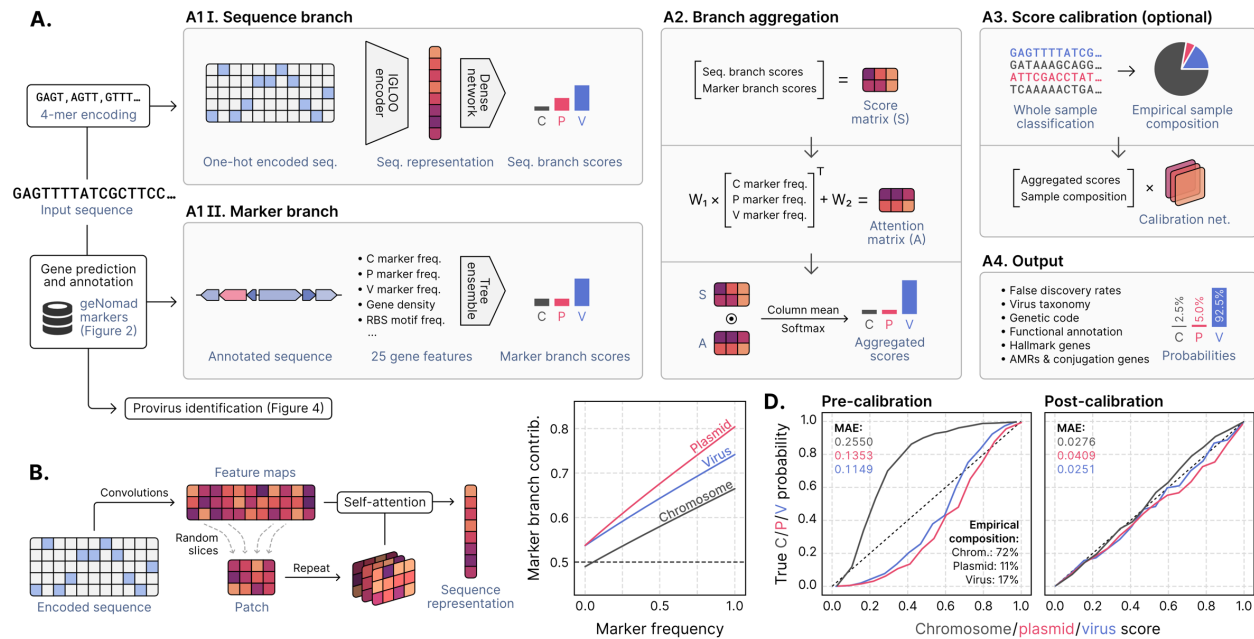 A.
GAGT,AGTT,GTTT…
4-mer encoding
GAGTTTTATCGCTTCC…
Input sequence
Gene prediction
and annotation
geNomad
markers
(Figure 2)
Provirus identification (Figure 4)
A1 I. Sequence branch
One-hot encoded seq.
IGLOO
encoder
Seq. representation
Dense
network
C P V
Seq. branch scores
A1 II. Marker branch
Annotated sequence
• C marker freq.
• P marker freq.
• V marker freq.
• Gene density
• RBS motif freq.
...
25 gene features
Tree
ensemble
C P V
Marker branch scores
A2. Branch aggregation
Seq. branch scores
Marker branch scores
=
Score
matrix (S)
W₁ ×
C marker freq.
P marker freq.
V marker freq.
T
+ W₂ =
Attention
matrix (A)
S
A
Column mean
Softmax
C P V
Aggregated
scores
A3. Score calibration (optional)
GAGTTTTATCG…
GATAAAGCAGG…
ATTCGACCTAT…
TCAAAAACTGA…
Whole sample
classification
Empirical sample
composition
Aggregated scores
Sample composition
×
Calibration net.
A4. Output
• False discovery rates
• Virus taxonomy
• Genetic code
• Functional annotation
• Hallmark genes
• AMRs & conjugation genes
2.5% 5.0% 92.5%
C P V
Probabilities
B.
Convolutions
Feature maps
Random
slices
Encoded sequence
Patch
Repeat
Self-attention
Sequence
representation
Marker branch contrib.
0.8
0.7
0.6
0.5
Plasmid
Virus
Chromosome
0.0 0.5 1.0
Marker frequency
D.
True C/P/V probability
Pre-calibration
MAE:
0.2550
0.1353
0.1149
Empirical
composition:
Chrom.: 72%
Plasmid: 11%
Virus: 17%
1.0
0.8
0.6
0.4
0.2
0.0
0.0 0.2 0.4 0.6 0.8 1.0
Post-calibration
MAE:
0.0276
0.0409
0.0251
0.0 0.2 0.4 0.6 0.8 1.0
Chromosome/plasmid/virus score